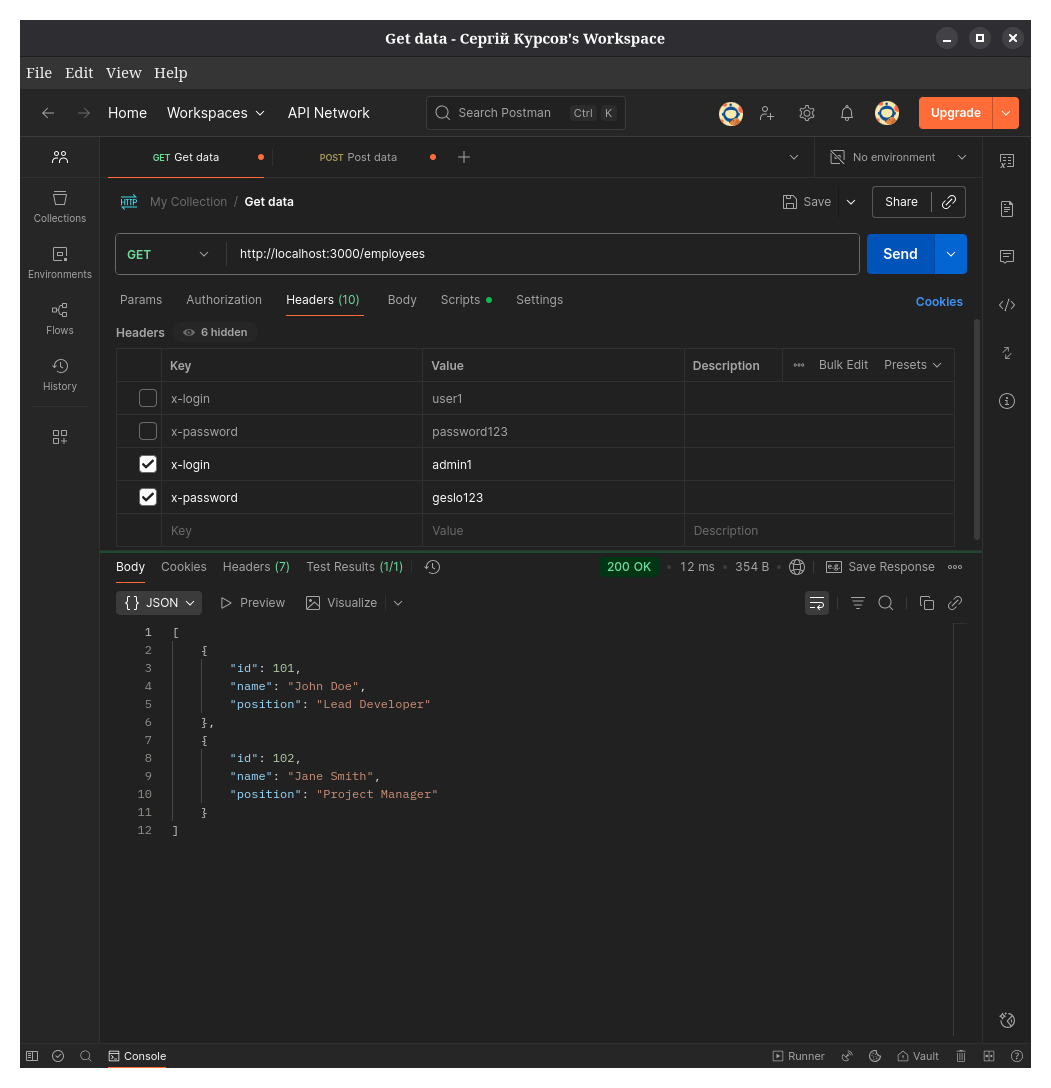 Get data - Сергій Курсов's Workspace
File Edit View Help
Home Workspaces API Network Search Postman Ctrl K Upgrade
GET Get data POST Post data No environment
HTTP My Collection / Get data Save Share
Collections
GET http://localhost:3000/employees Send
Environments
Params Authorization Headers (10) Body Scripts Settings Cookies
Flows
Headers 6 hidden
History
Key Value Description Bulk Edit Presets
x-login user1
x-password password123
x-login admin1
x-password geslo123
Key Value Description
Body Cookies Headers (7) Test Results (1/1) 200 OK • 12 ms • 354 B • e.g. Save Response
{} JSON Preview Visualize
1 [
2 {
3 "id": 101,
4 "name": "John Doe",
5 "position": "Lead Developer"
6 },
7 {
8 "id": 102,
9 "name": "Jane Smith",
10 "position": "Project Manager"
11 }
12 ]
Console Runner Vault